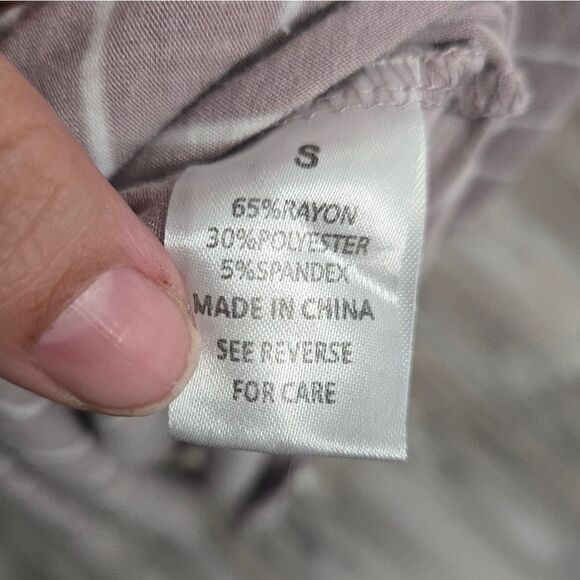 S
65%RAYON
30%POLYESTER
5%SPANDEX
MADE IN CHINA
SEE REVERSE
FOR CARE